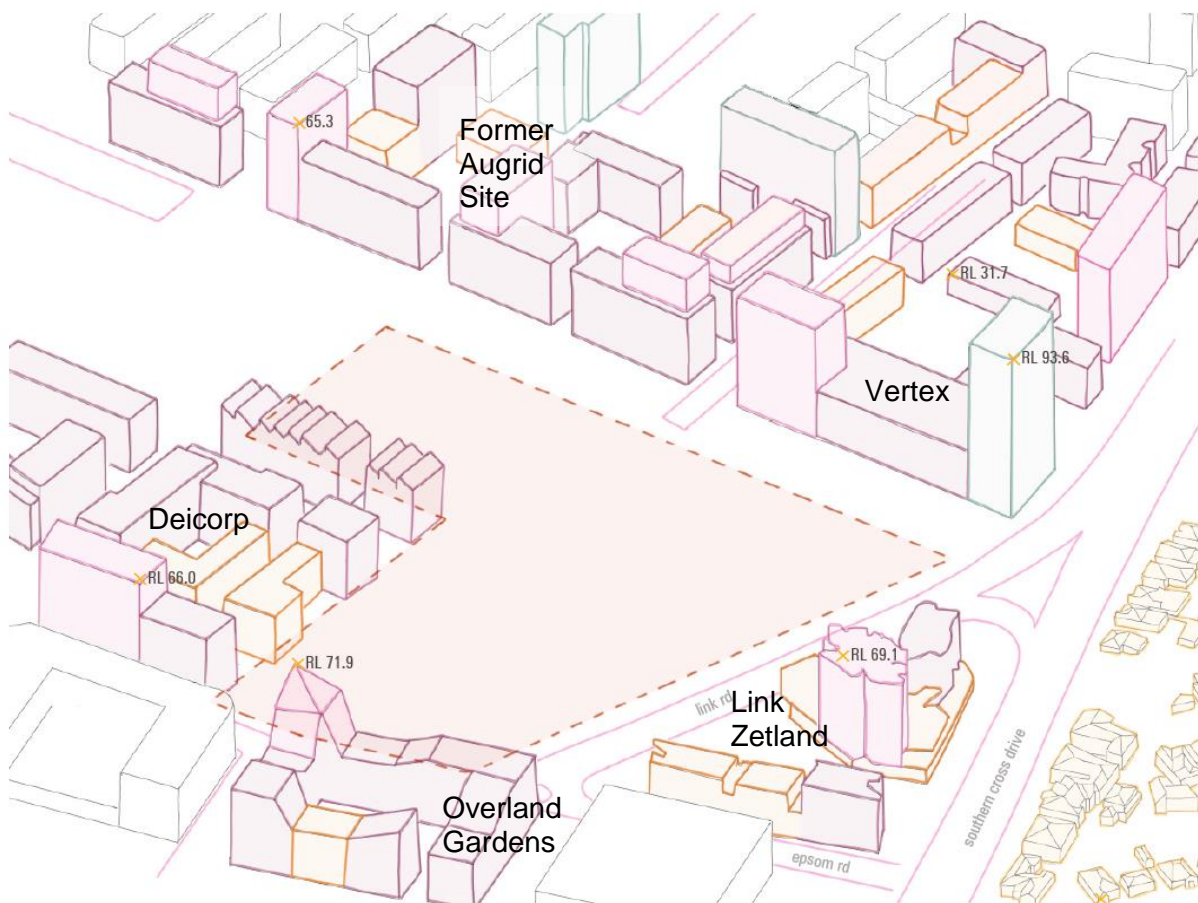 65.3
Former
Augrid
Site
RL 31.7
RL 93.6
Vertex
Deicorp
RL 66.0
RL 71.9
RL 69.1
link rd
Link
Zetland
Overland
Gardens
southern cross drive
epsom rd